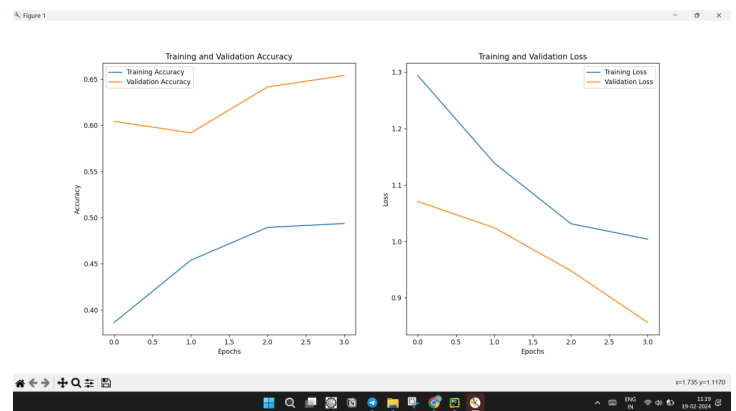 Figure 1
Training and Validation Accuracy
Training Accuracy
Validation Accuracy
0.65
0.60
0.55
0.50
0.45
0.40
Accuracy
0.0 0.5 1.0 1.5 2.0 2.5 3.0
Epochs
Training and Validation Loss
Training Loss
Validation Loss
1.3
1.2
1.1
1.0
0.9
Loss
0.0 0.5 1.0 1.5 2.0 2.5 3.0
Epochs
x=1.735 y=1.1170
ENG
IN
11:19
19-02-2024